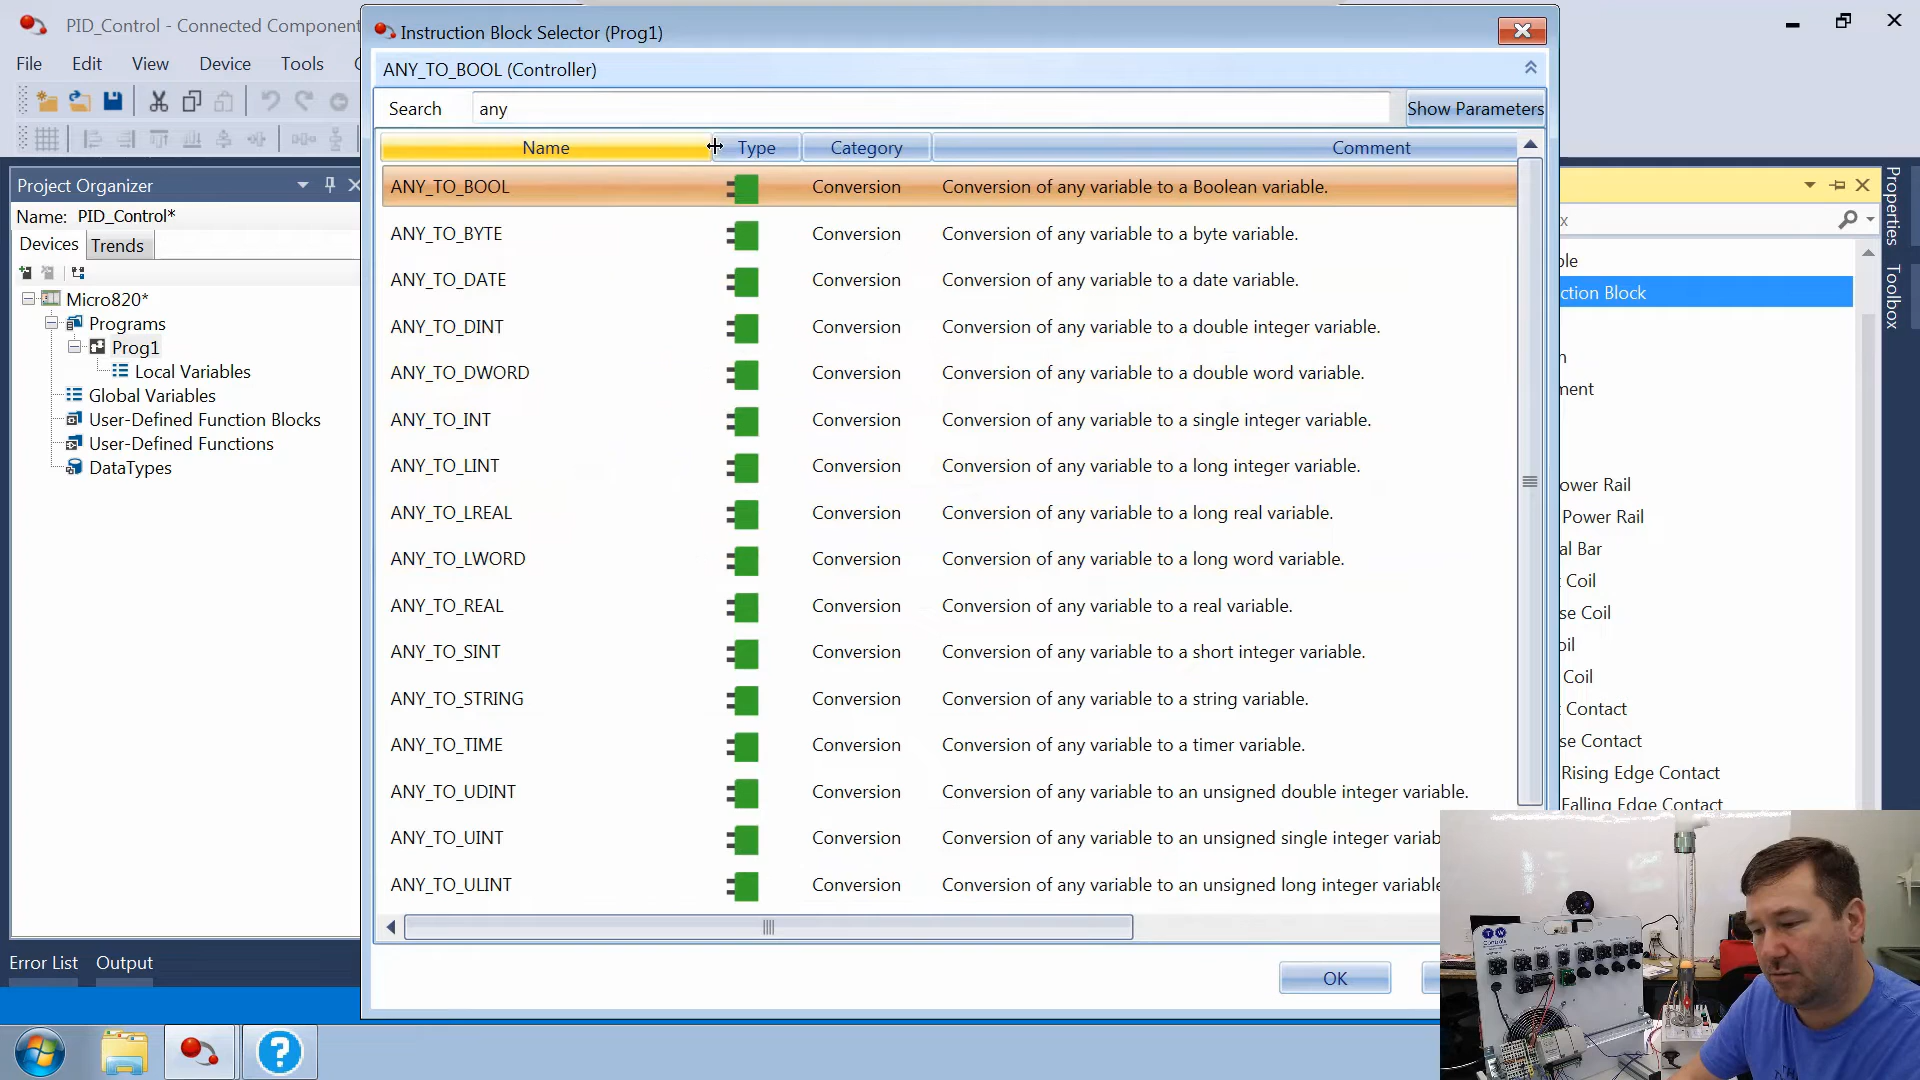 PID_Control - Connected Component
File Edit View Device Tools
Project Organizer
Name: PID_Control*
Devices Trends
Micro820*
Programs
Prog1
Local Variables
Global Variables
User-Defined Function Blocks
User-Defined Functions
DataTypes
Error List Output
Instruction Block Selector (Prog1)
ANY_TO_BOOL (Controller)
Search any Show Parameters
Name Type Category Comment
ANY_TO_BOOL Conversion Conversion of any variable to a Boolean variable.
ANY_TO_BYTE Conversion Conversion of any variable to a byte variable.
ANY_TO_DATE Conversion Conversion of any variable to a date variable.
ANY_TO_DINT Conversion Conversion of any variable to a double integer variable.
ANY_TO_DWORD Conversion Conversion of any variable to a double word variable.
ANY_TO_INT Conversion Conversion of any variable to a single integer variable.
ANY_TO_LINT Conversion Conversion of any variable to a long integer variable.
ANY_TO_LREAL Conversion Conversion of any variable to a long real variable.
ANY_TO_LWORD Conversion Conversion of any variable to a long word variable.
ANY_TO_REAL Conversion Conversion of any variable to a real variable.
ANY_TO_SINT Conversion Conversion of any variable to a short integer variable.
ANY_TO_STRING Conversion Conversion of any variable to a string variable.
ANY_TO_TIME Conversion Conversion of any variable to a timer variable.
ANY_TO_UDINT Conversion Conversion of any variable to an unsigned double integer variable.
ANY_TO_UINT Conversion Conversion of any variable to an unsigned single integer variab
ANY_TO_ULINT Conversion Conversion of any variable to an unsigned long integer variable
OK
x
ble
ction Block
m
ment
ower Rail
Power Rail
al Bar
Coil
se Coil
oil
Coil
Contact
se Contact
Rising Edge Contact
Falling Edge Contact
Properties
Toolbox
TW
Controls